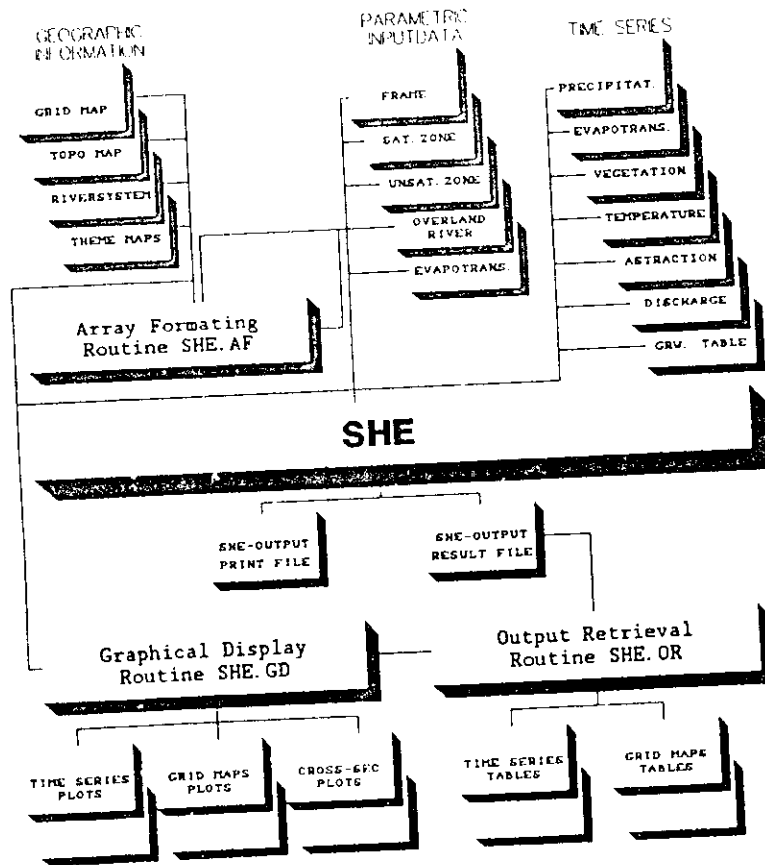 GEOGRAPHIC
INFORMATION
GRID MAP
TOPO MAP
RIVERSYSTEM
THEME MAPS
PARAMETRIC
INPUTDATA
FRAME
SAT. ZONE
UNSAT. ZONE
OVERLAND
RIVER
EVAPOTRANS.
TIME SERIES
PRECIPITAT.
EVAPOTRANS.
VEGETATION
TEMPERATURE
ASTRACTION
DISCHARGE
GRW. TABLE
Array Formating
Routine SHE.AF
SHE
SHE-OUTPUT
PRINT FILE
SHE-OUTPUT
RESULT FILE
Graphical Display
Routine SHE.GD
Output Retrieval
Routine SHE.OR
TIME SERIES
PLOTS
GRID MAPS
PLOTS
CROSS-SEC
PLOTS
TIME SERIES
TABLES
GRID MAPS
TABLES